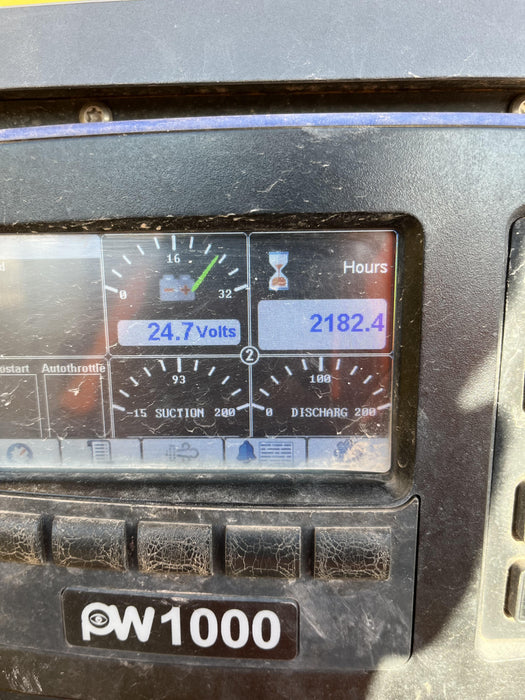 16
0
32
24.7 Volts
Hours
2182.4
2
Autothrottle
93
-15 SUCTION 200
100
0 DISCHARG 200
PW1000